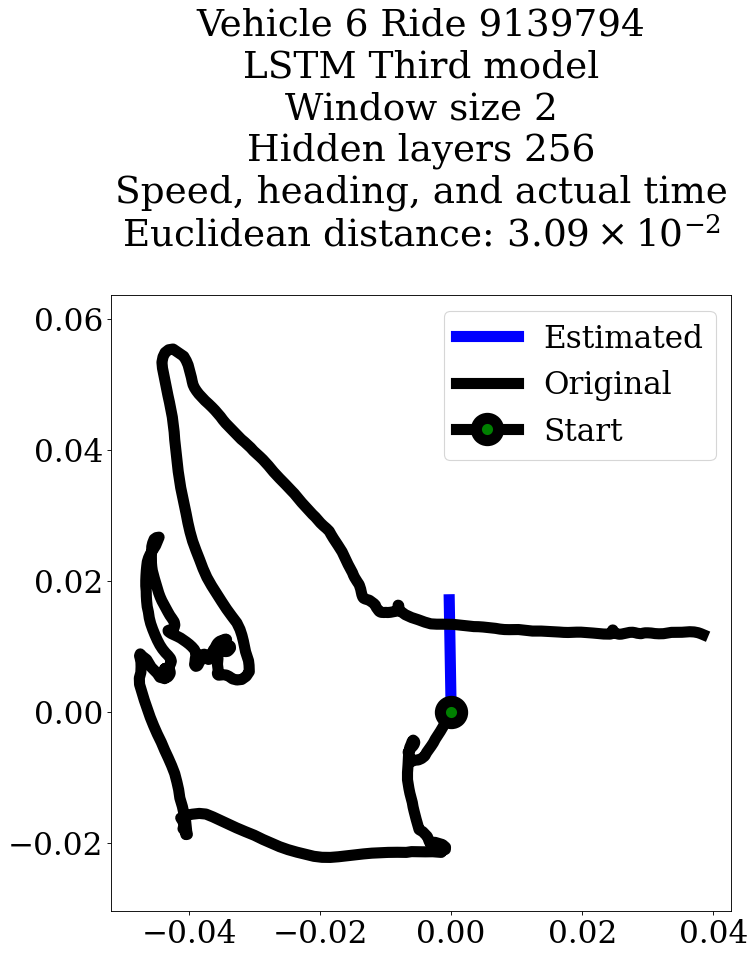 Vehicle 6 Ride 9139794
LSTM Third model
Window size 2
Hidden layers 256
Speed, heading, and actual time
Euclidean distance: 3.09 × 10⁻²
Estimated
Original
Start
0.06
0.04
0.02
0.00
−0.02
−0.04 −0.02 0.00 0.02 0.04